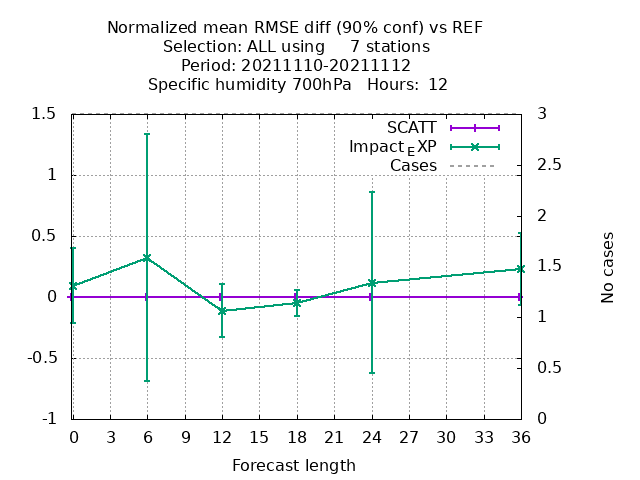 Normalized mean RMSE diff (90% conf) vs REF
Selection: ALL using     7 stations
Period: 20211110-20211112
Specific humidity 700hPa   Hours:  12
1.5
1
0.5
0
-0.5
-1
3
2.5
2
1.5
1
0.5
0
SCATT
Impact_EXP
Cases
No cases
0 3 6 9 12 15 18 21 24 27 30 33 36
Forecast length